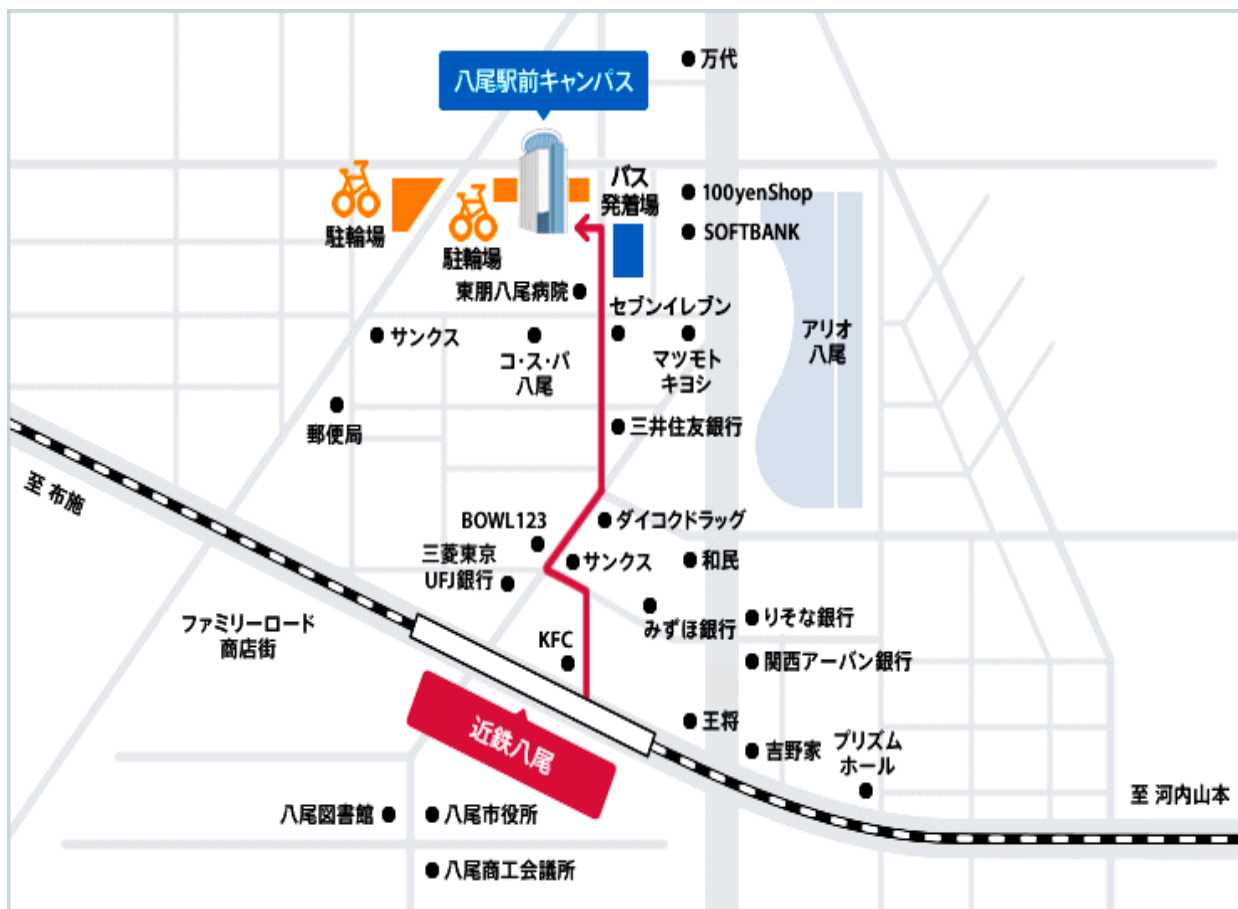 万代
八尾駅前キャンパス
バス
発着場
100yenShop
SOFTBANK
駐輪場
駐輪場
東朋八尾病院
セブンイレブン
サンクス
コ・ス・パ
八尾
マツモト
キヨシ
アリオ
八尾
郵便局
三井住友銀行
至 布施
BOWL123
ダイコクドラッグ
三菱東京
UFJ銀行
サンクス
和民
ファミリーロード
商店街
みずほ銀行
りそな銀行
KFC
関西アーバン銀行
近鉄八尾
王将
吉野家
プリズム
ホール
至 河内山本
八尾図書館
八尾市役所
八尾商工会議所